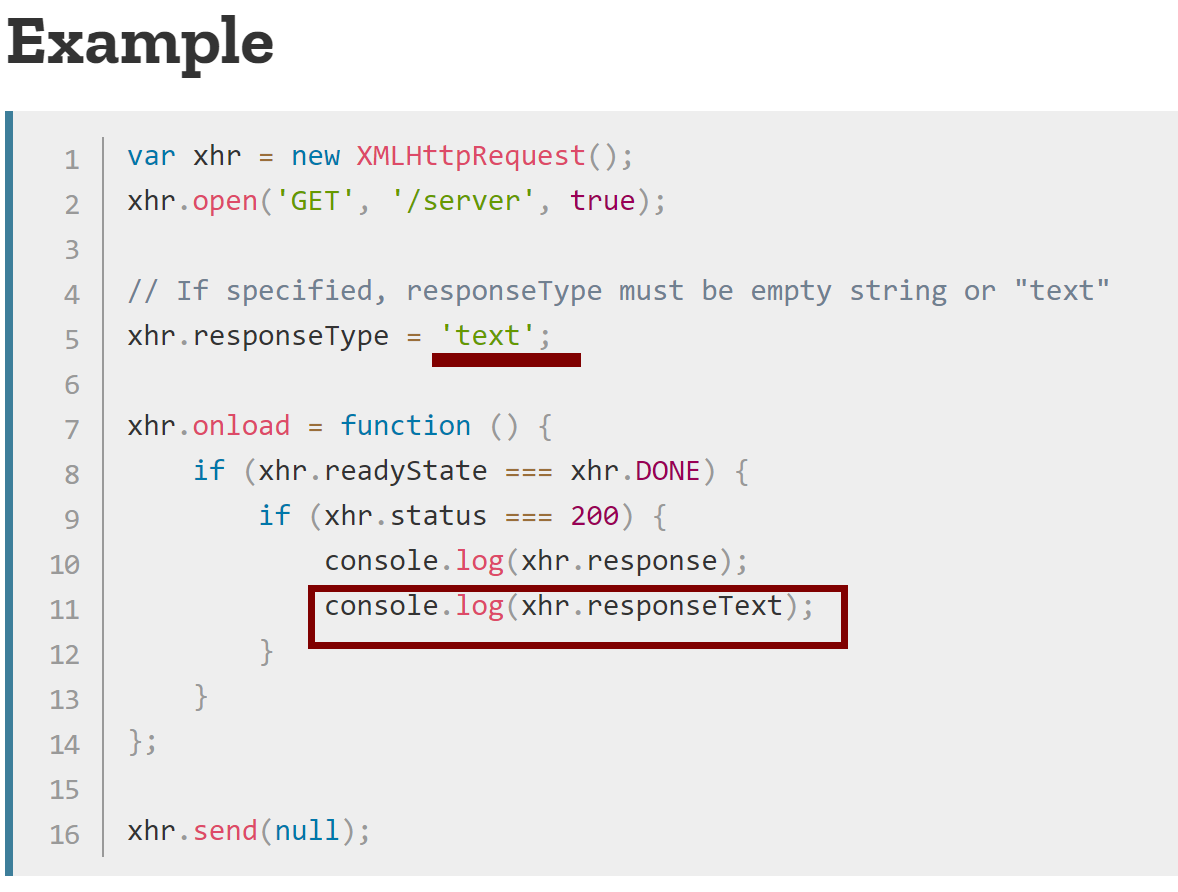 Example
1 var xhr = new XMLHttpRequest();
2 xhr.open('GET', '/server', true);
3
4 // If specified, responseType must be empty string or "text"
5 xhr.responseType = 'text';
6
7 xhr.onload = function () {
8     if (xhr.readyState === xhr.DONE) {
9         if (xhr.status === 200) {
10             console.log(xhr.response);
11             console.log(xhr.responseText);
12         }
13     }
14 };
15
16 xhr.send(null);